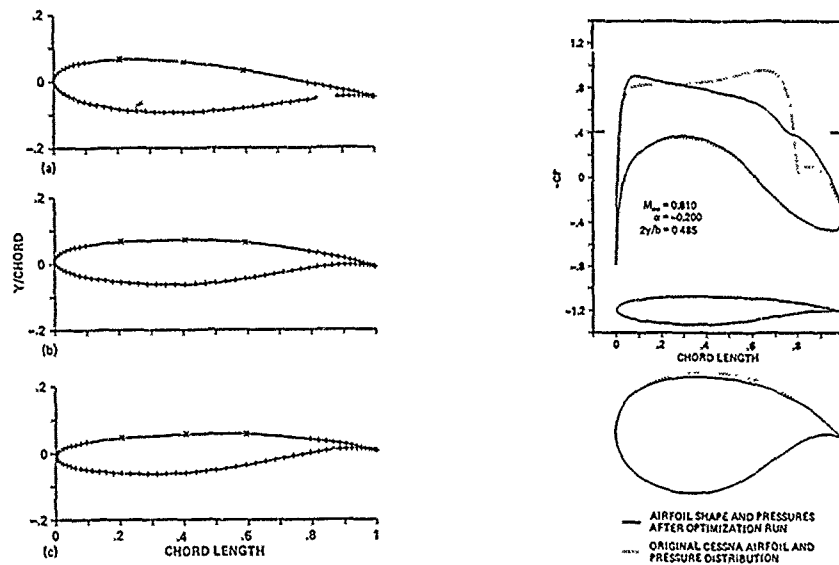 .2
0
-.2
(a)
.2
0
-.2
(b)
Y/CHORD
.2
0
-.2
0 .2 .4 .6 .8 1
(c) CHORD LENGTH
1.2
.8
.4
0
-.4
-.8
-1.2
-CP
M∞ = 0.810
α = -0.200
2y/b = 0.485
0 .2 .4 .6 .8
CHORD LENGTH
AIRFOIL SHAPE AND PRESSURES
AFTER OPTIMIZATION RUN
ORIGINAL CESSNA AIRFOIL AND
PRESSURE DISTRIBUTION